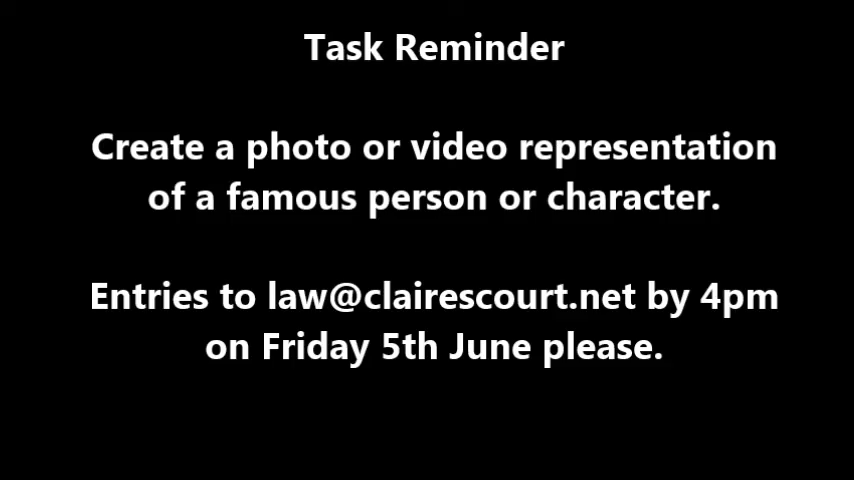 Task Reminder
Create a photo or video representation
of a famous person or character.
Entries to law@clairescourt.net by 4pm
on Friday 5th June please.